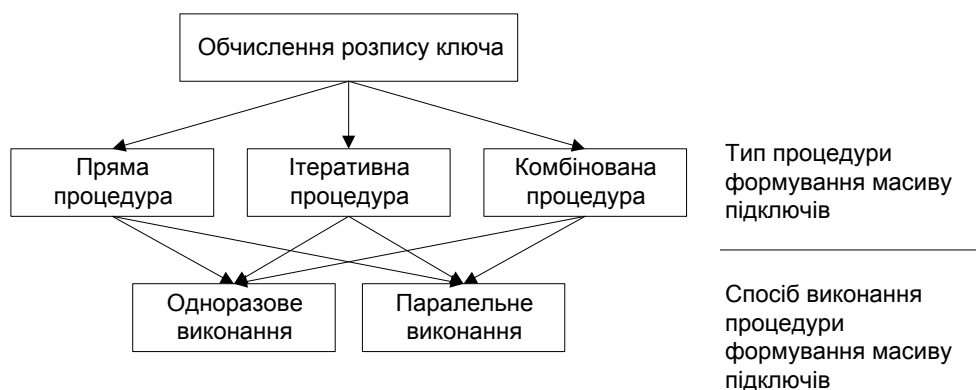 Обчислення розпису ключа
Пряма
процедура
Ітеративна
процедура
Комбінована
процедура
Тип процедури
формування масиву
підключів
Одноразове
виконання
Паралельне
виконання
Спосіб виконання
процедури
формування масиву
підключів